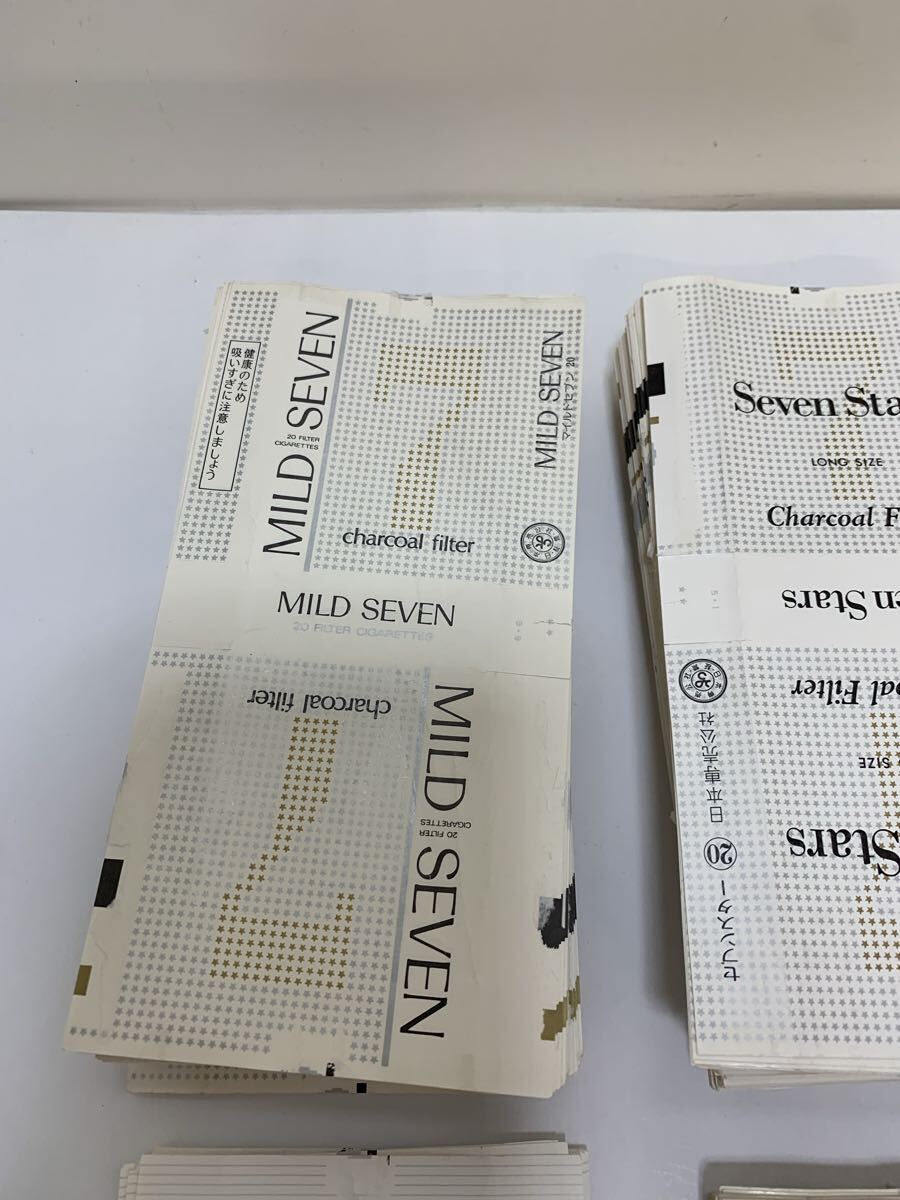 健康のため
吸いすぎに注意しましょう
MILD SEVEN
20 FILTER
CIGARETTES
charcoal filter
MILD SEVEN
マイルドセブン 20
MILD SEVEN
20 FILTER CIGARETTES
charcoal filter
MILD SEVEN
20 FILTER
CIGARETTES
Seven Sta
LONG SIZE
Charcoal F
en Stars
oal Filter
SIZE
Stars
セブンスター 20 日本専売公社